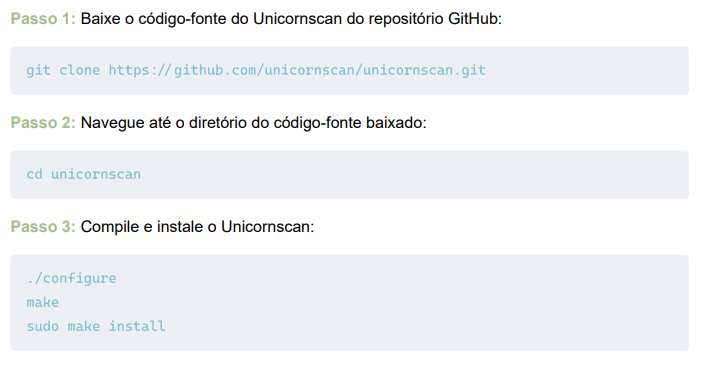 Passo 1: Baixe o código-fonte do Unicornscan do repositório GitHub:
git clone https://github.com/unicornscan/unicornscan.git
Passo 2: Navegue até o diretório do código-fonte baixado:
cd unicornscan
Passo 3: Compile e instale o Unicornscan:
./configure
make
sudo make install